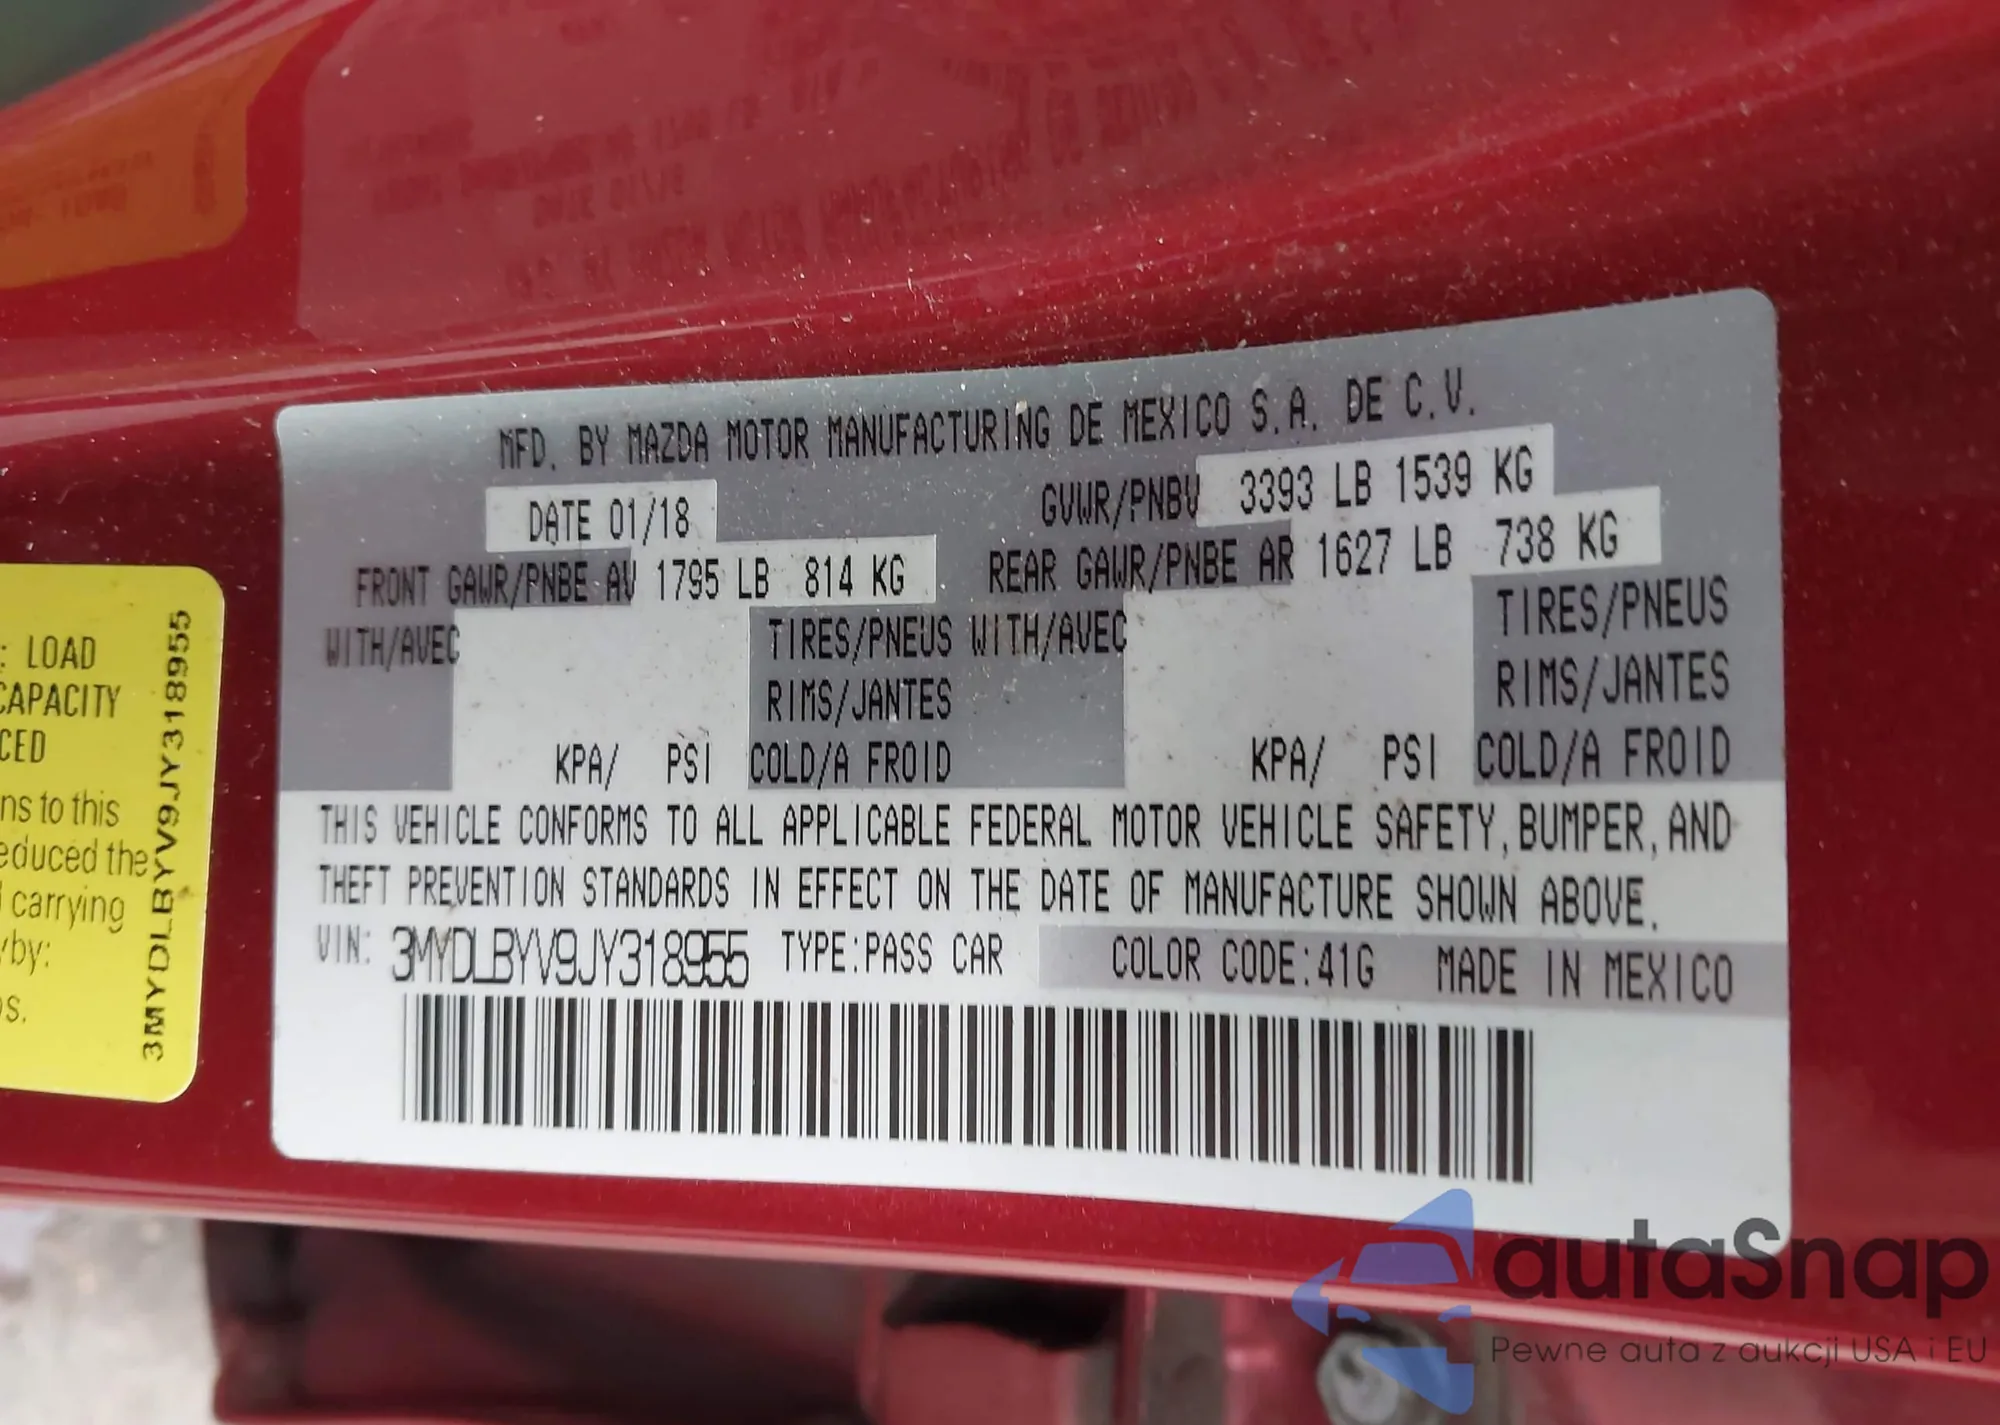 MFD. BY MAZDA MOTOR MANUFACTURING DE MEXICO S.A. DE C.V.
DATE 01/18 GVWR/PNBV 3393 LB 1539 KG
FRONT GAWR/PNBE AV 1795 LB 814 KG REAR GAWR/PNBE AR 1627 LB 738 KG
WITH/AVEC TIRES/PNEUS WITH/AVEC TIRES/PNEUS
RIMS/JANTES RIMS/JANTES
KPA/ PSI COLD/A FROID KPA/ PSI COLD/A FROID
THIS VEHICLE CONFORMS TO ALL APPLICABLE FEDERAL MOTOR VEHICLE SAFETY, BUMPER, AND
THEFT PREVENTION STANDARDS IN EFFECT ON THE DATE OF MANUFACTURE SHOWN ABOVE.
VIN: 3MYDLBYV9JY318955 TYPE:PASS CAR COLOR CODE:41G MADE IN MEXICO
: LOAD
CAPACITY
CED
ns to this
educed the
carrying
by:
s.
3MYDLBYV9JY318955
autaSnap
Pewne auta z aukcji USA i EU